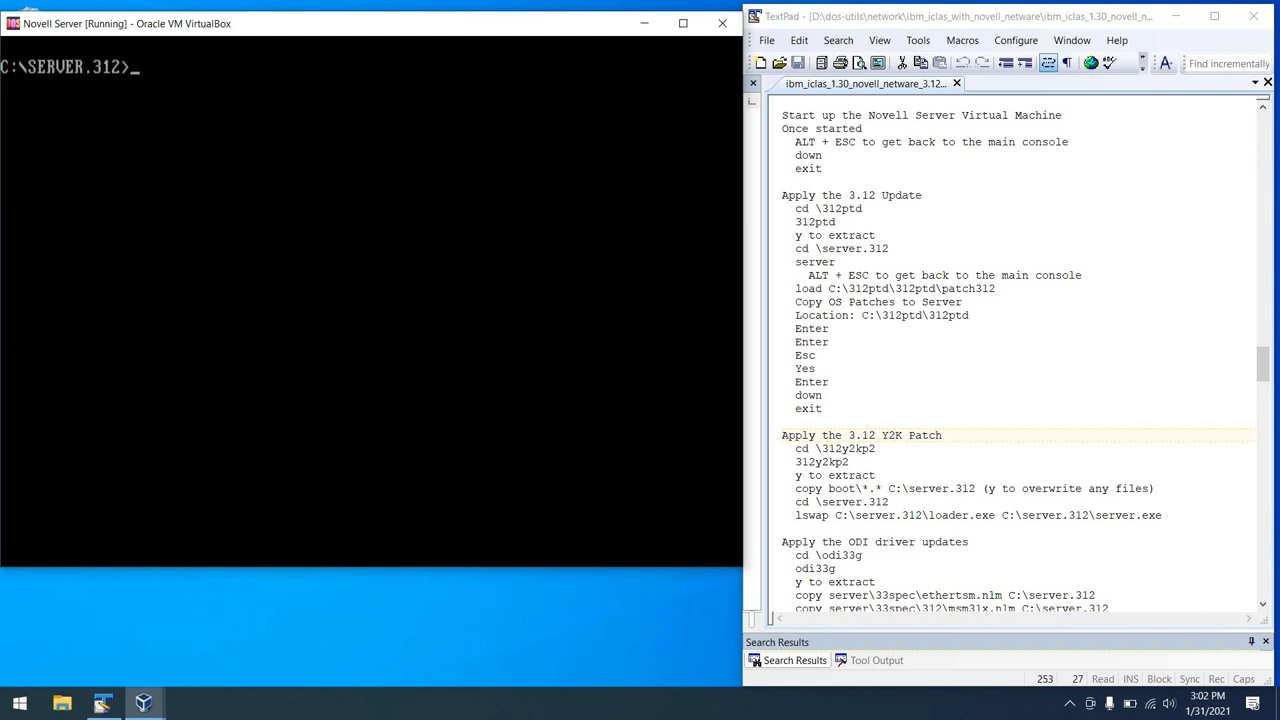 Novell Server [Running] - Oracle VM VirtualBox
C:\SERVER.312>_
TextPad - [D:\dos-utils\network\ibm_iclas_with_novell_netware\ibm_iclas_1.30_novell_n...
File Edit Search View Tools Macros Configure Window Help
Find incrementally
ibm_iclas_1.30_novell_netware_3.12...
Start up the Novell Server Virtual Machine
Once started
ALT + ESC to get back to the main console
down
exit
Apply the 3.12 Update
cd \312ptd
312ptd
y to extract
cd \server.312
server
ALT + ESC to get back to the main console
load C:\312ptd\312ptd\patch312
Copy OS Patches to Server
Location: C:\312ptd\312ptd
Enter
Enter
Esc
Yes
Enter
down
exit
Apply the 3.12 Y2K Patch
cd \312y2kp2
312y2kp2
y to extract
copy boot\*.* C:\server.312 (y to overwrite any files)
cd \server.312
lswap C:\server.312\loader.exe C:\server.312\server.exe
Apply the ODI driver updates
cd \odi33g
odi33g
y to extract
copy server\33spec\ethertsm.nlm C:\server.312
copy server\33spec\312\msm31x.nlm C:\server.312
Search Results
Search Results Tool Output
253 27 Read INS Block Sync Rec Caps
3:02 PM
1/31/2021